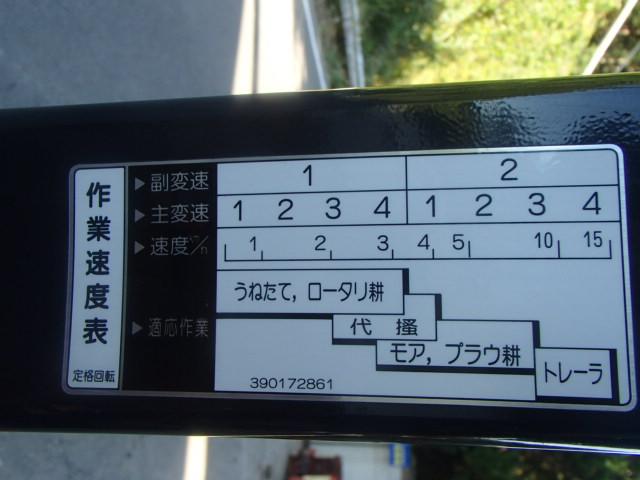 作業速度表
定格回転
▶副変速 1 2
▶主変速 1 2 3 4 1 2 3 4
▶速度㎞/h 1 2 3 4 5 10 15
▶適応作業
うねたて, ロータリ耕
代掻
モア, プラウ耕
トレーラ
390172861